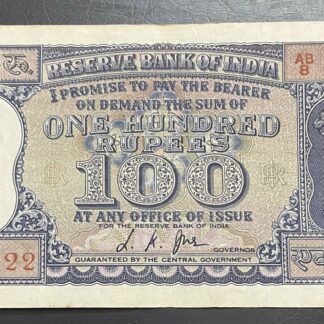 RESERVE BANK OF INDIA
AB
8
I PROMISE TO PAY THE BEARER
ON DEMAND THE SUM OF
ONE HUNDRED
RUPEES
100
AT ANY OFFICE OF ISSUE
FOR THE RESERVE BANK OF INDIA
GOVERNOR
22
GUARANTEED BY THE CENTRAL GOVERNMENT